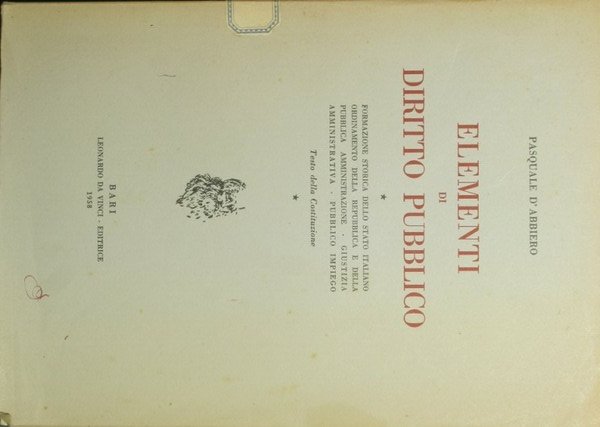 PASQUALE D'ABBIERO
ELEMENTI
DI
DIRITTO PUBBLICO
★
FORMAZIONE STORICA DELLO STATO ITALIANO
ORDINAMENTO DELLA REPUBBLICA E DELLA
PUBBLICA AMMINISTRAZIONE - GIUSTIZIA
AMMINISTRATIVA - PUBBLICO IMPIEGO
Testo della Costituzione
★
BARI
LEONARDO DA VINCI - EDITRICE
1958